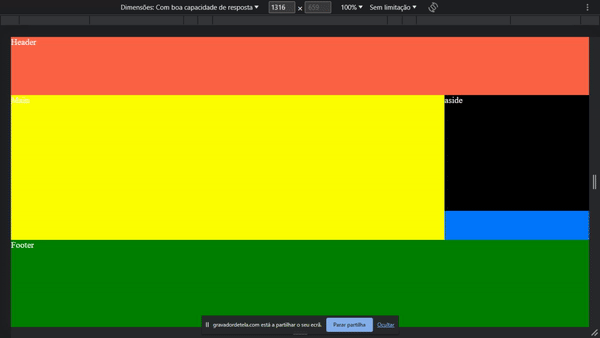 Dimensões: Com boa capacidade de resposta ▼ 1316 × 659 100% ▼ Sem limitação ▼
Header
Main
aside
Footer
gravadordetela.com está a partilhar o seu ecrã. Parar partilha Ocultar